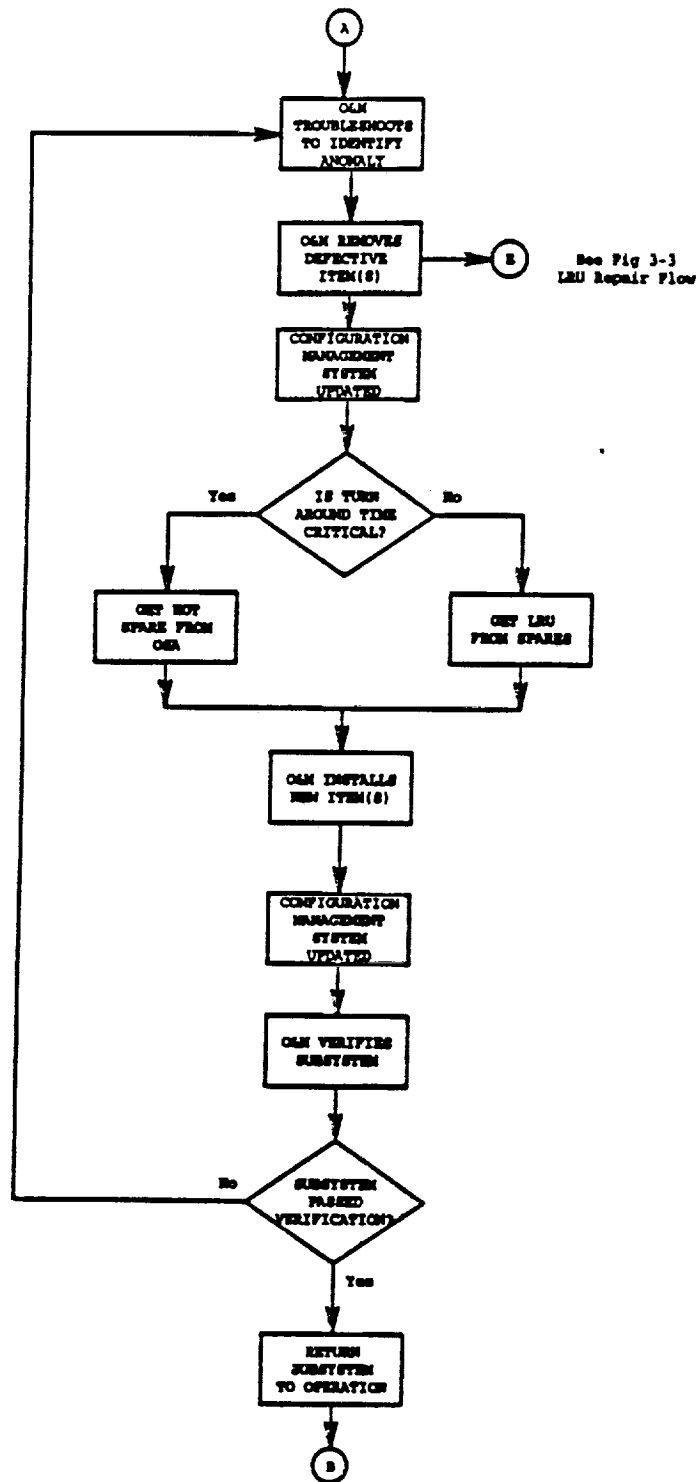 A
O&M
TROUBLESHOOTS
TO IDENTIFY
ANOMALY
O&M REMOVES
DEFECTIVE
ITEM(S)
E
See Fig 3-3
LRU Repair Flow
CONFIGURATION
MANAGEMENT
SYSTEM
UPDATED
IS TURN
AROUND TIME
CRITICAL?
Yes
No
GET HOT
SPARE FROM
OSA
GET LRU
FROM SPARES
O&M INSTALLS
NEW ITEM(S)
CONFIGURATION
MANAGEMENT
SYSTEM
UPDATED
O&M VERIFIES
SUBSYSTEM
SUBSYSTEM
PASSED
VERIFICATION?
No
Yes
RETURN
SUBSYSTEM
TO OPERATION
B